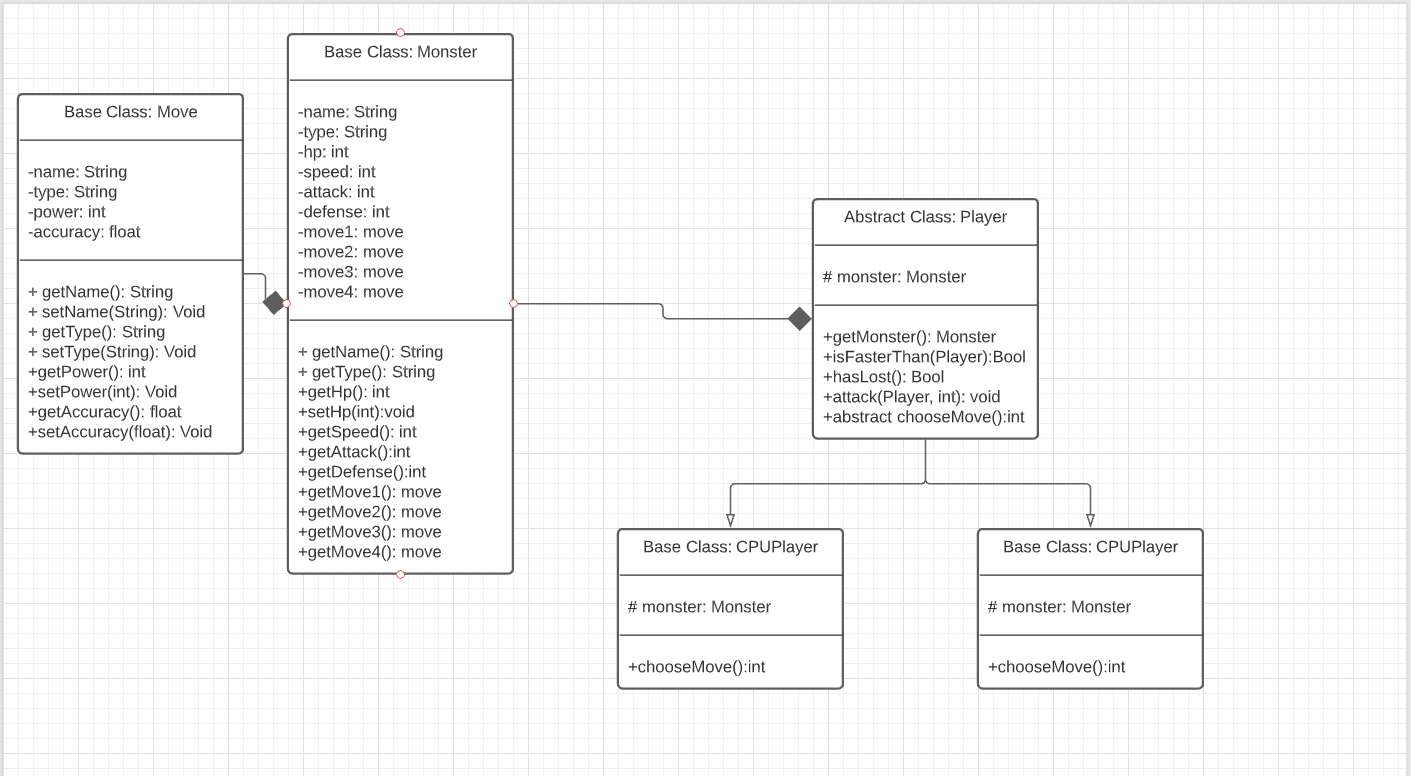 Base Class: Move
-name: String
-type: String
-power: int
-accuracy: float
+ getName(): String
+ setName(String): Void
+ getType(): String
+ setType(String): Void
+getPower(): int
+setPower(int): Void
+getAccuracy(): float
+setAccuracy(float): Void
Base Class: Monster
-name: String
-type: String
-hp: int
-speed: int
-attack: int
-defense: int
-move1: move
-move2: move
-move3: move
-move4: move
+ getName(): String
+ getType(): String
+getHp(): int
+setHp(int):void
+getSpeed(): int
+getAttack():int
+getDefense():int
+getMove1(): move
+getMove2(): move
+getMove3(): move
+getMove4(): move
Abstract Class: Player
# monster: Monster
+getMonster(): Monster
+isFasterThan(Player):Bool
+hasLost(): Bool
+attack(Player, int): void
+abstract chooseMove():int
Base Class: CPUPlayer
# monster: Monster
+chooseMove():int
Base Class: CPUPlayer
# monster: Monster
+chooseMove():int